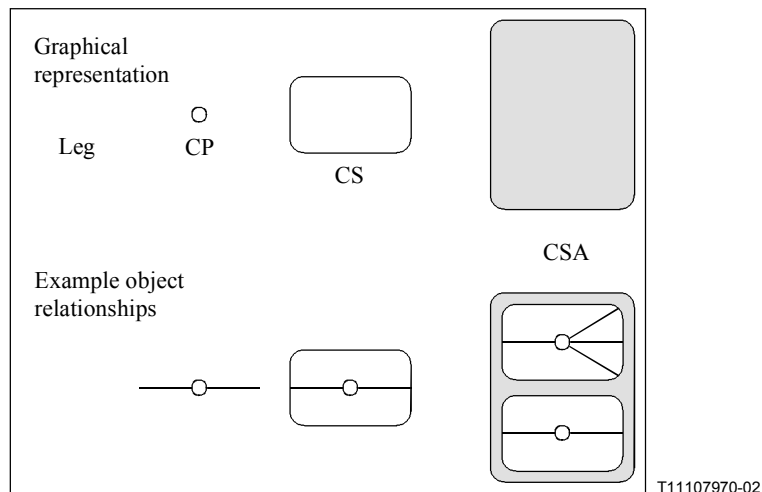 Graphical
representation
Leg
CP
CS
CSA
Example object
relationships
T11107970-02